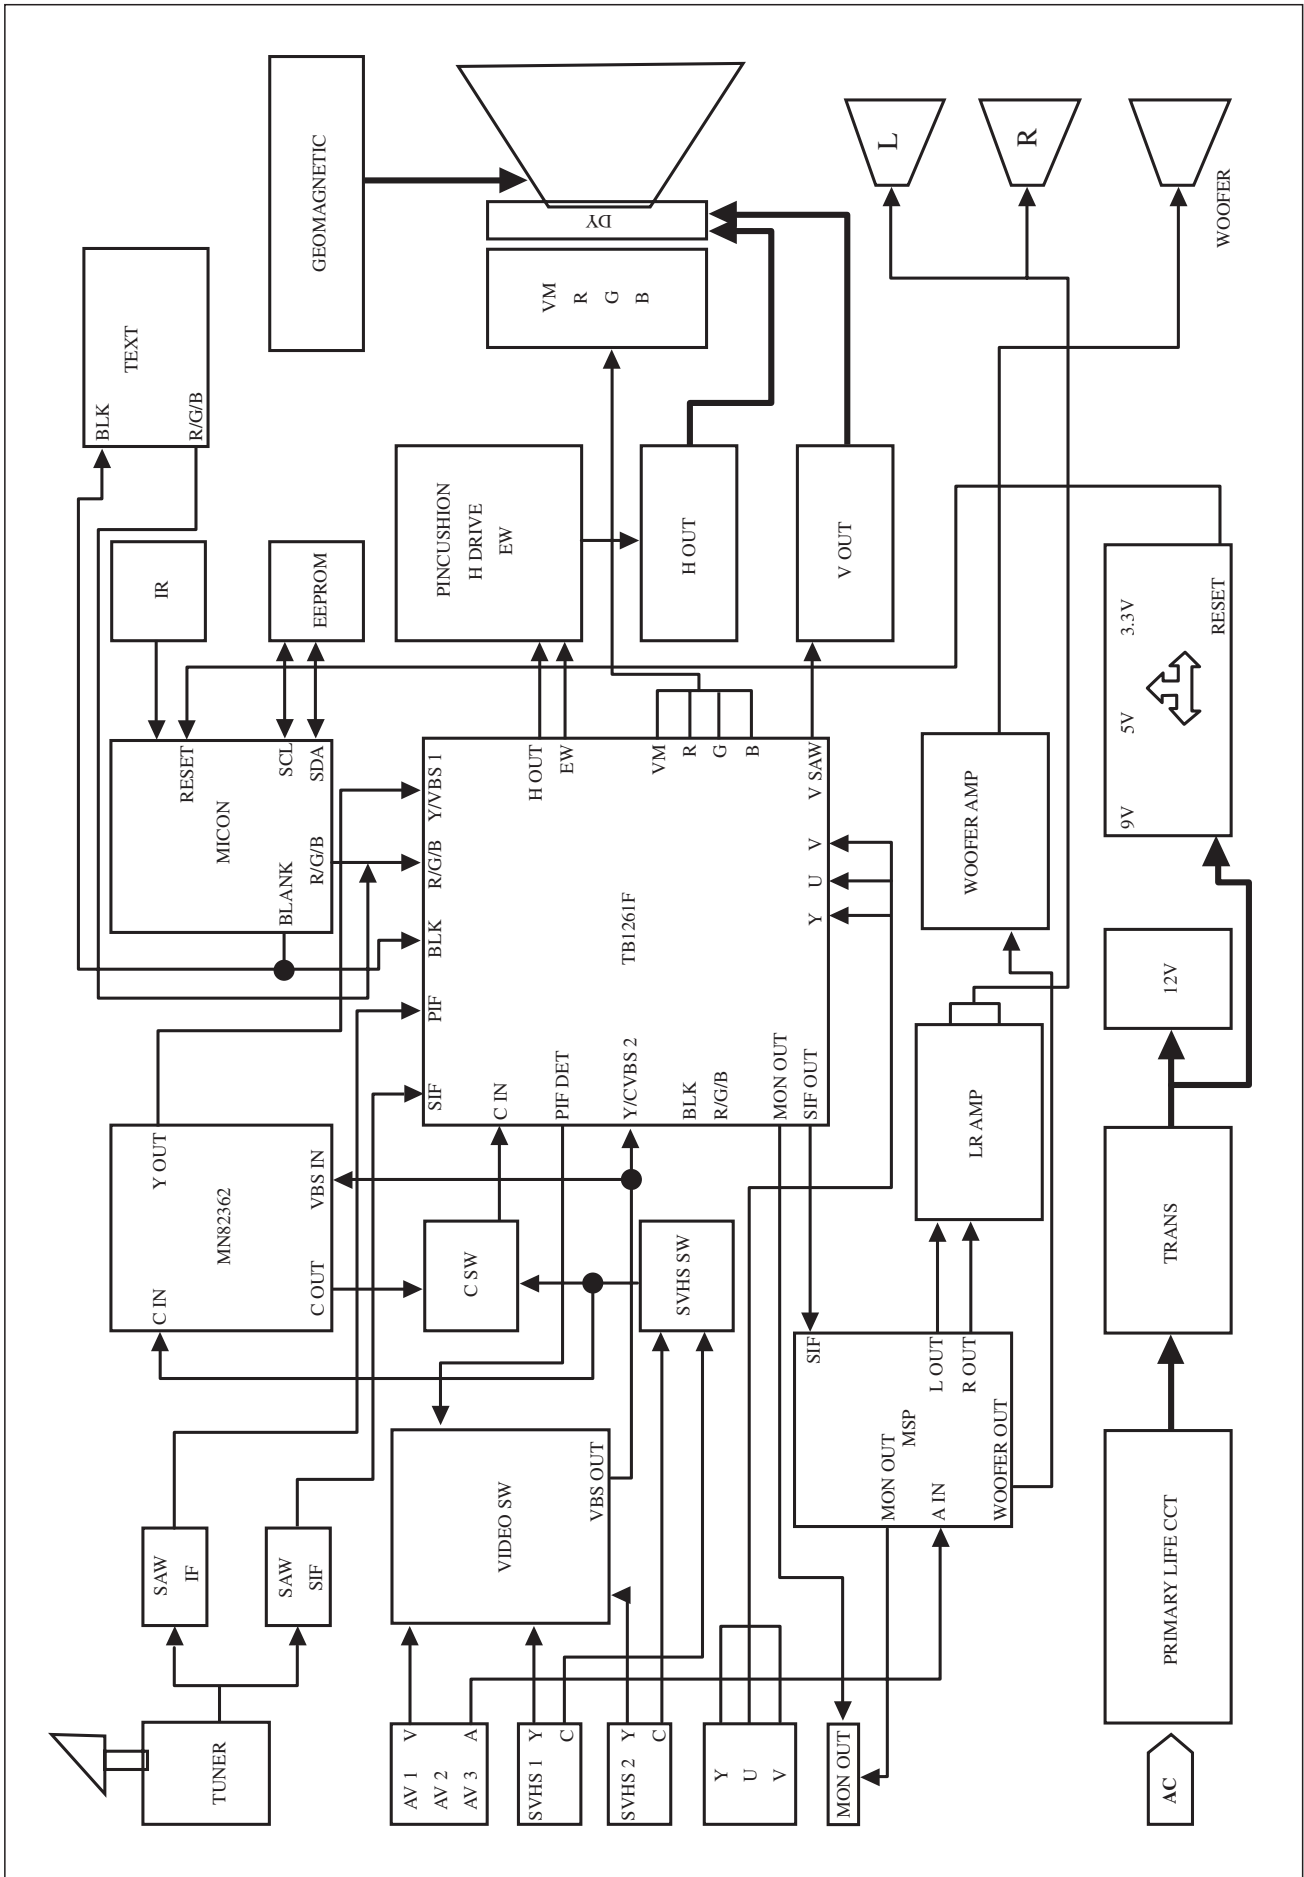 TUNER
SAW
IF
SAW
SIF
C IN
Y OUT
MN82362
C OUT
VBS IN
MICON
RESET
SCL
SDA
BLANK
R/G/B
IR
EEPROM
TEXT
BLK
R/G/B
GEOMAGNETIC
AV 1
V
AV 2
AV 3
A
SVHS 1
Y
C
SVHS 2
Y
C
Y
U
V
MON OUT
VIDEO SW
VBS OUT
C SW
SVHS SW
SIF
PIF
BLK
R/G/B
Y/VBS 1
C IN
PIF DET
Y/CVBS 2
BLK
R/G/B
MON OUT
SIF OUT
TB1261F
H OUT
EW
VM
R
G
B
V SAW
Y
U
V
PINCUSHION
H DRIVE
EW
H OUT
V OUT
VM
R
G
B
DY
SIF
MON OUT
MSP
L OUT
R OUT
A IN
WOOFER OUT
LR AMP
WOOFER AMP
L
R
WOOFER
AC
PRIMARY LIFE CCT
TRANS
12V
9V
5V
3.3V
RESET